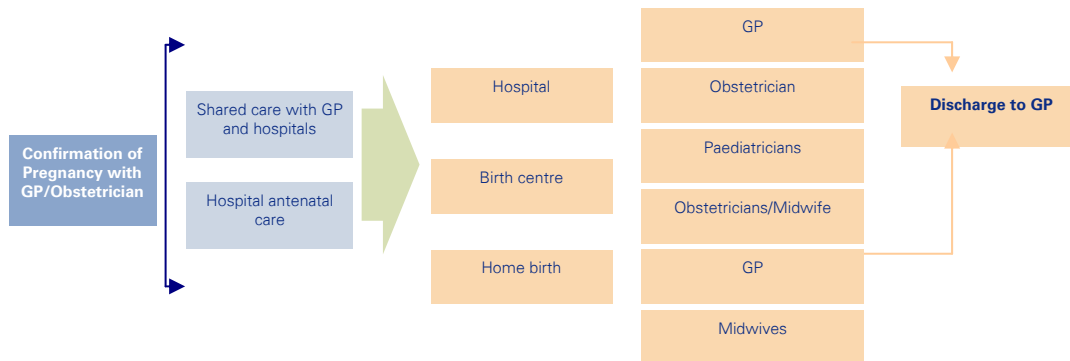 Confirmation of
Pregnancy with
GP/Obstetrician
Shared care with GP
and hospitals
Hospital antenatal
care
Hospital
Birth centre
Home birth
GP
Obstetrician
Paediatricians
Obstetricians/Midwife
GP
Midwives
Discharge to GP